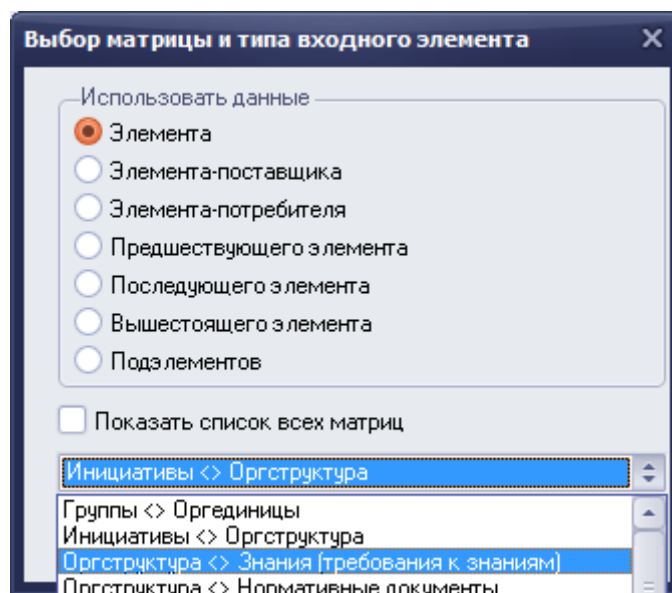 Выбор матрицы и типа входного элемента
Использовать данные
Элемента
Элемента-поставщика
Элемента-потребителя
Предшествующего элемента
Последующего элемента
Вышестоящего элемента
Подэлементов
Показать список всех матриц
Инициативы <> Оргструктура
Группы <> Оргединицы
Инициативы <> Оргструктура
Оргструктура <> Знания (требования к знаниям)
Оргструктура <> Нормативные документы